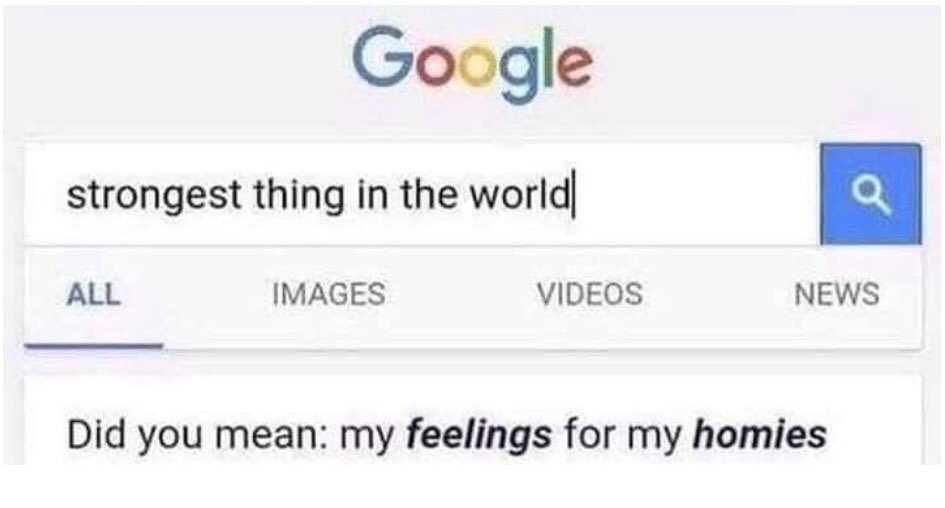 Google
strongest thing in the world
ALL IMAGES VIDEOS NEWS
Did you mean: my feelings for my homies